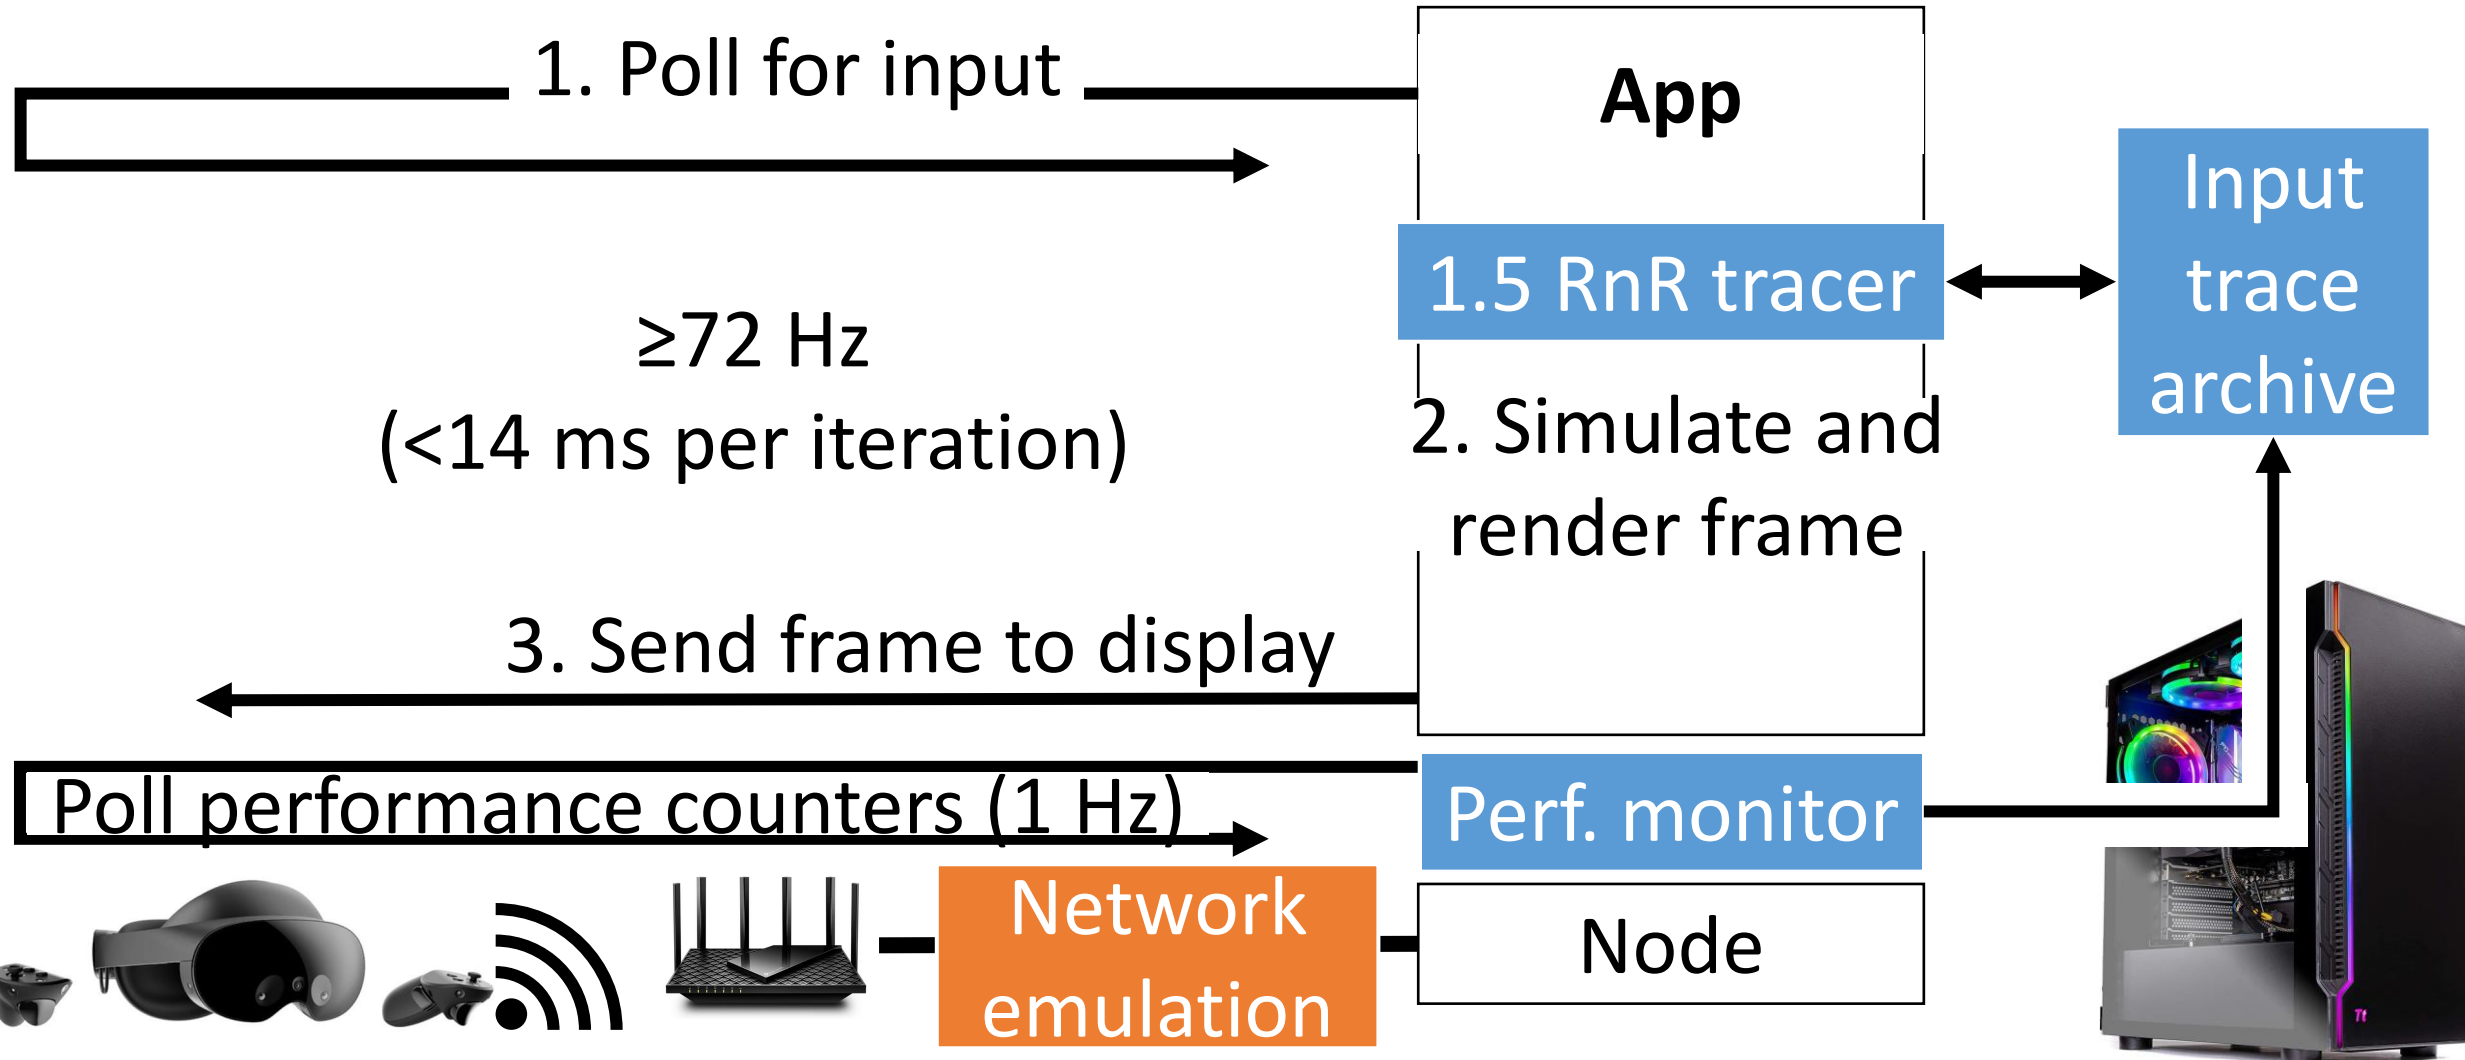 1. Poll for input
App
Input
trace
archive
1.5 RnR tracer
≥72 Hz
(<14 ms per iteration)
2. Simulate and
render frame
3. Send frame to display
Poll performance counters (1 Hz)
Perf. monitor
Network
emulation
Node
Tt